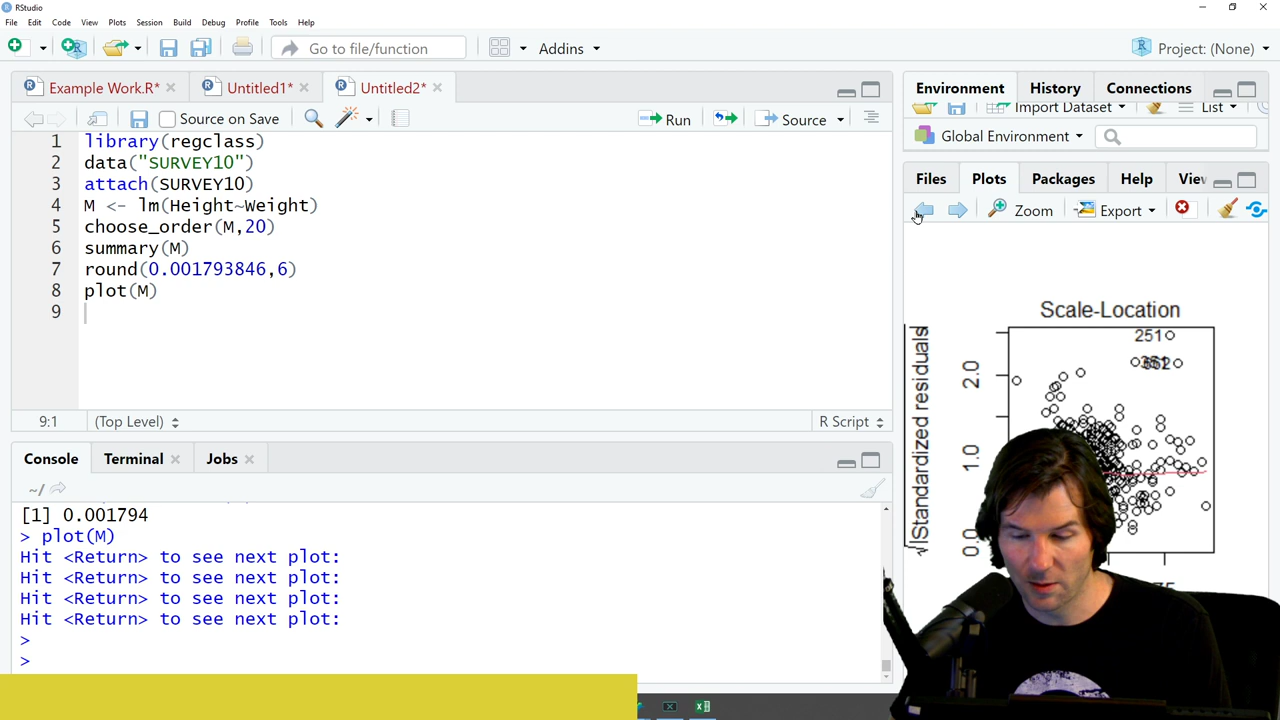 RStudio
File Edit Code View Plots Session Build Debug Profile Tools Help
Go to file/function Addins Project: (None)
Example Work.R* Untitled1* Untitled2*
Source on Save Run Source
1 library(regclass)
2 data("SURVEY10")
3 attach(SURVEY10)
4 M <- lm(Height~Weight)
5 choose_order(M,20)
6 summary(M)
7 round(0.001793846,6)
8 plot(M)
9
9:1 (Top Level) R Script
Console Terminal Jobs
~/
[1] 0.001794
> plot(M)
Hit <Return> to see next plot:
Hit <Return> to see next plot:
Hit <Return> to see next plot:
Hit <Return> to see next plot:
>
>
Environment History Connections
Import Dataset List
Global Environment
Files Plots Packages Help Viev
Zoom Export
Scale-Location
√|Standardized residuals
2.0
1.0
0.0
251